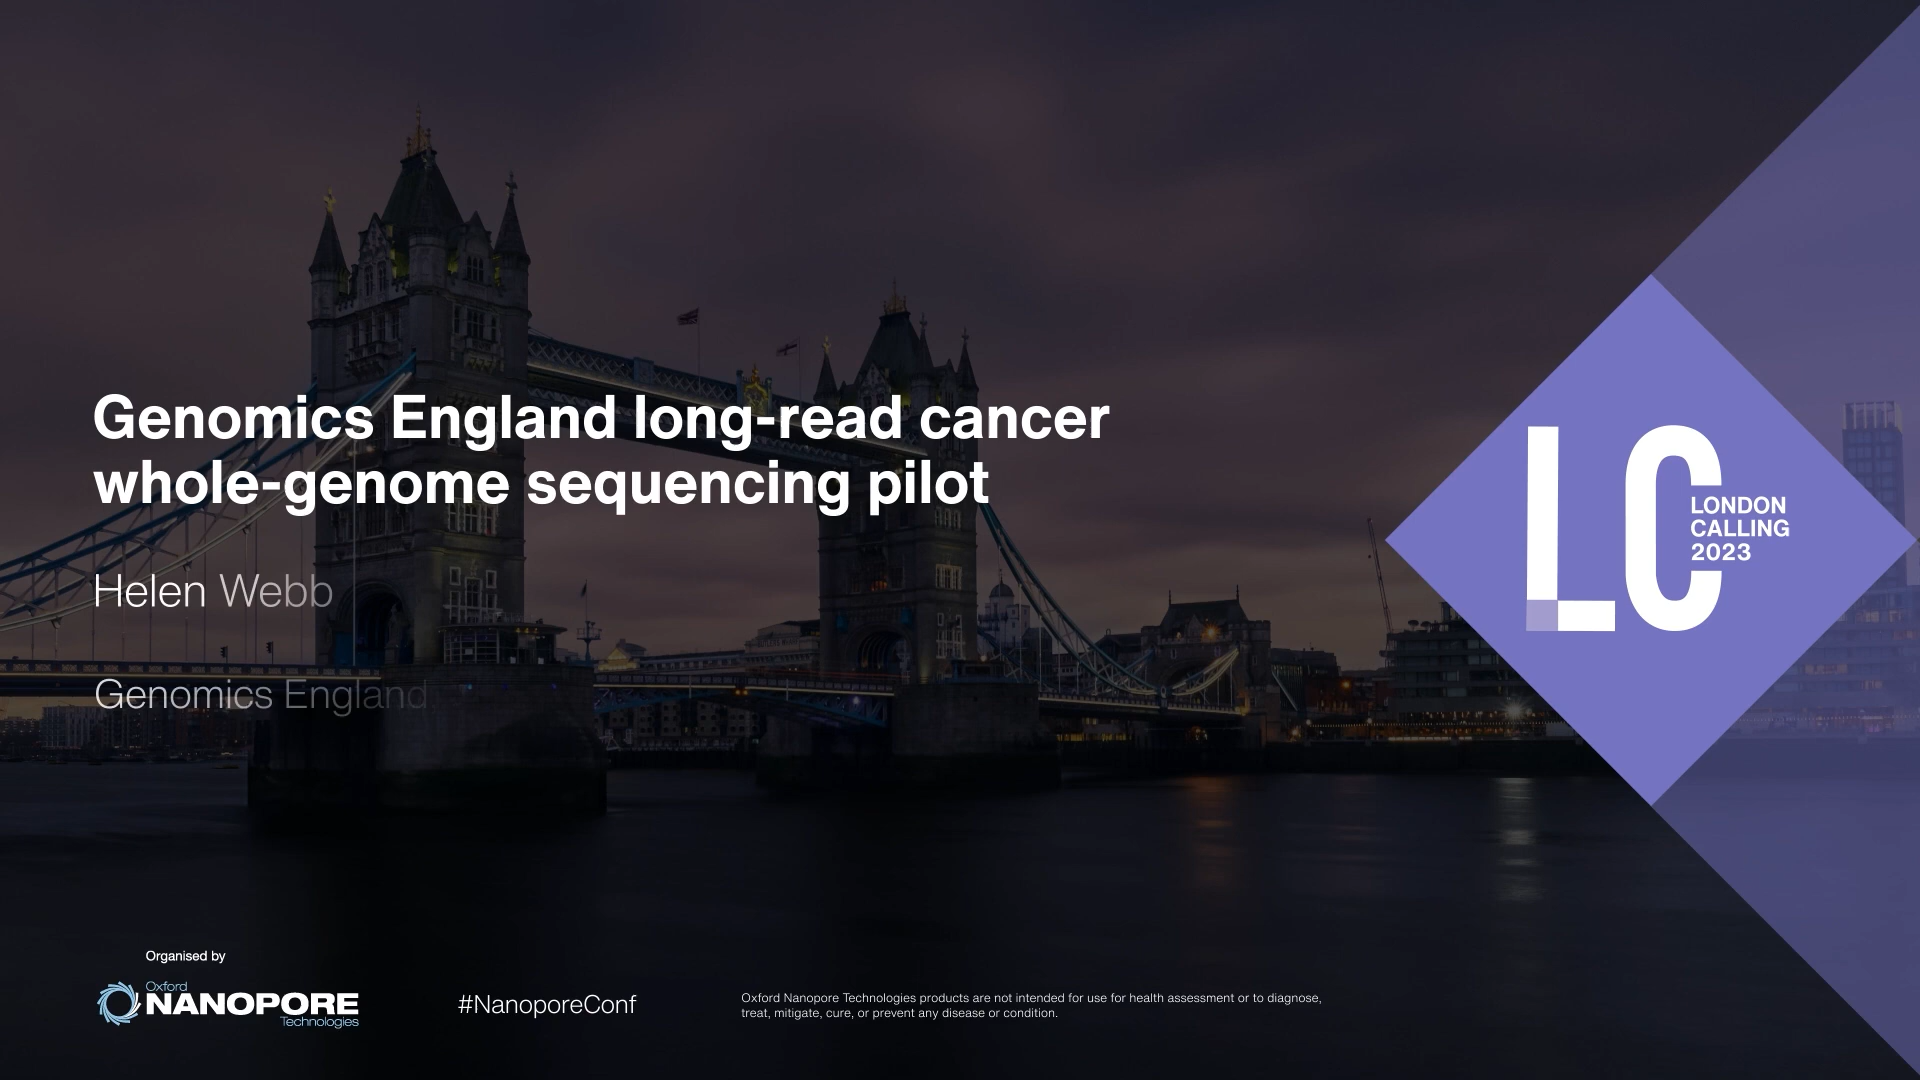 Genomics England long-read cancer
whole-genome sequencing pilot
Helen Webb
Genomics England
LC
LONDON
CALLING
2023
Organised by
Oxford
NANOPORE
Technologies
#NanoporeConf
Oxford Nanopore Technologies products are not intended for use for health assessment or to diagnose,
treat, mitigate, cure, or prevent any disease or condition.